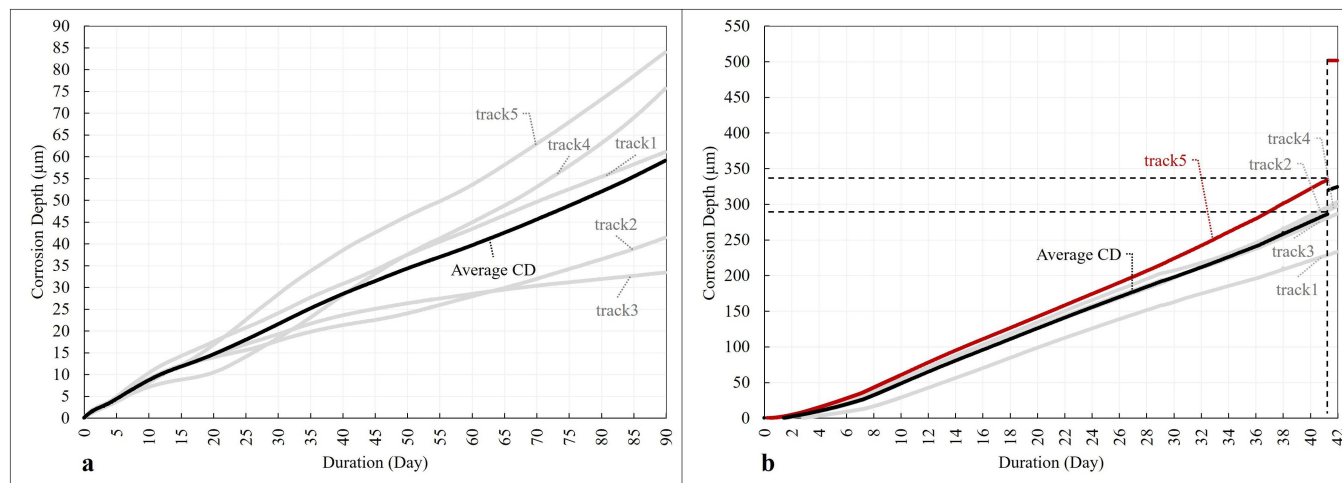 90
85
80
75
70
65
60
55
50
45
40
35
30
25
20
15
10
5
0
Corrosion Depth (µm)
track5
track4
track1
track2
Average CD
track3
0 5 10 15 20 25 30 35 40 45 50 55 60 65 70 75 80 85 90
a
Duration (Day)
550
500
450
400
350
300
250
200
150
100
50
0
Corrosion Depth (µm)
track4
track5
track2
Average CD
track3
track1
0 2 4 6 8 10 12 14 16 18 20 22 24 26 28 30 32 34 36 38 40 42
b
Duration (Day)